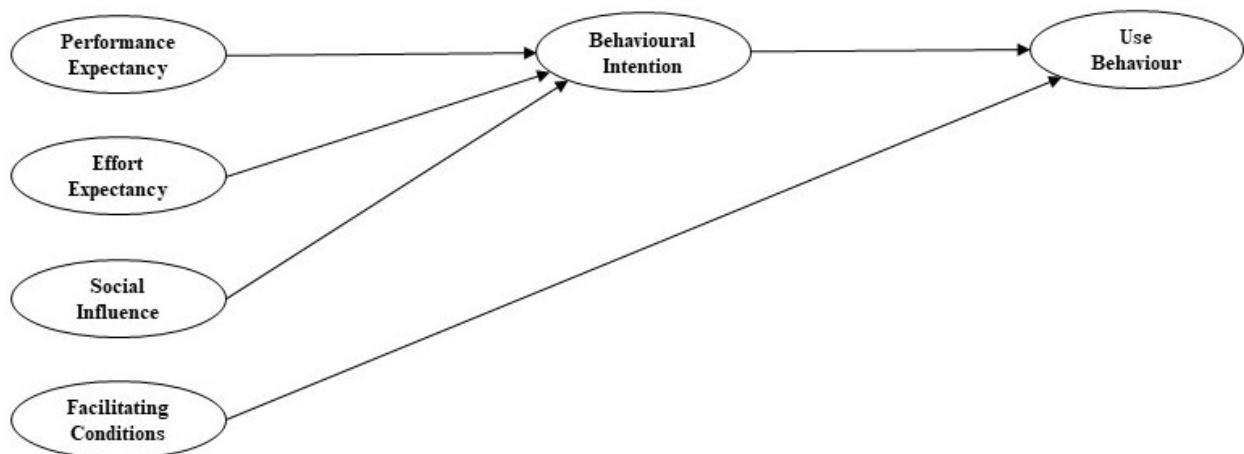 Performance
Expectancy
Behavioural
Intention
Use
Behaviour
Effort
Expectancy
Social
Influence
Facilitating
Conditions